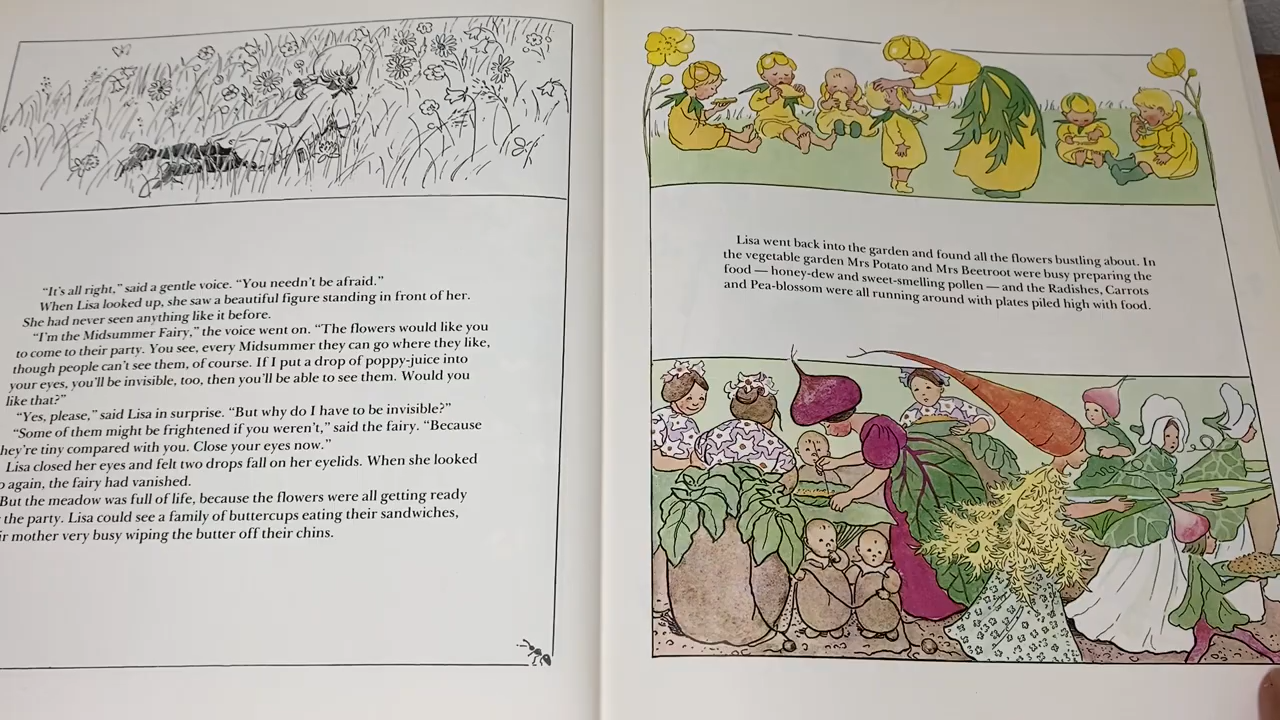 "It's all right," said a gentle voice. "You needn't be afraid."
When Lisa looked up, she saw a beautiful figure standing in front of her.
She had never seen anything like it before.
"I'm the Midsummer Fairy," the voice went on. "The flowers would like you
to come to their party. You see, every Midsummer they can go where they like,
though people can't see them, of course. If I put a drop of poppy-juice into
your eyes, you'll be invisible, too, then you'll be able to see them. Would you
like that?"
"Yes, please," said Lisa in surprise. "But why do I have to be invisible?"
"Some of them might be frightened if you weren't," said the fairy. "Because
they're tiny compared with you. Close your eyes now."
Lisa closed her eyes and felt two drops fall on her eyelids. When she looked
again, the fairy had vanished.
But the meadow was full of life, because the flowers were all getting ready
the party. Lisa could see a family of buttercups eating their sandwiches,
mother very busy wiping the butter off their chins.
Lisa went back into the garden and found all the flowers bustling about. In
the vegetable garden Mrs Potato and Mrs Beetroot were busy preparing the
food — honey-dew and sweet-smelling pollen — and the Radishes, Carrots
and Pea-blossom were all running around with plates piled high with food.